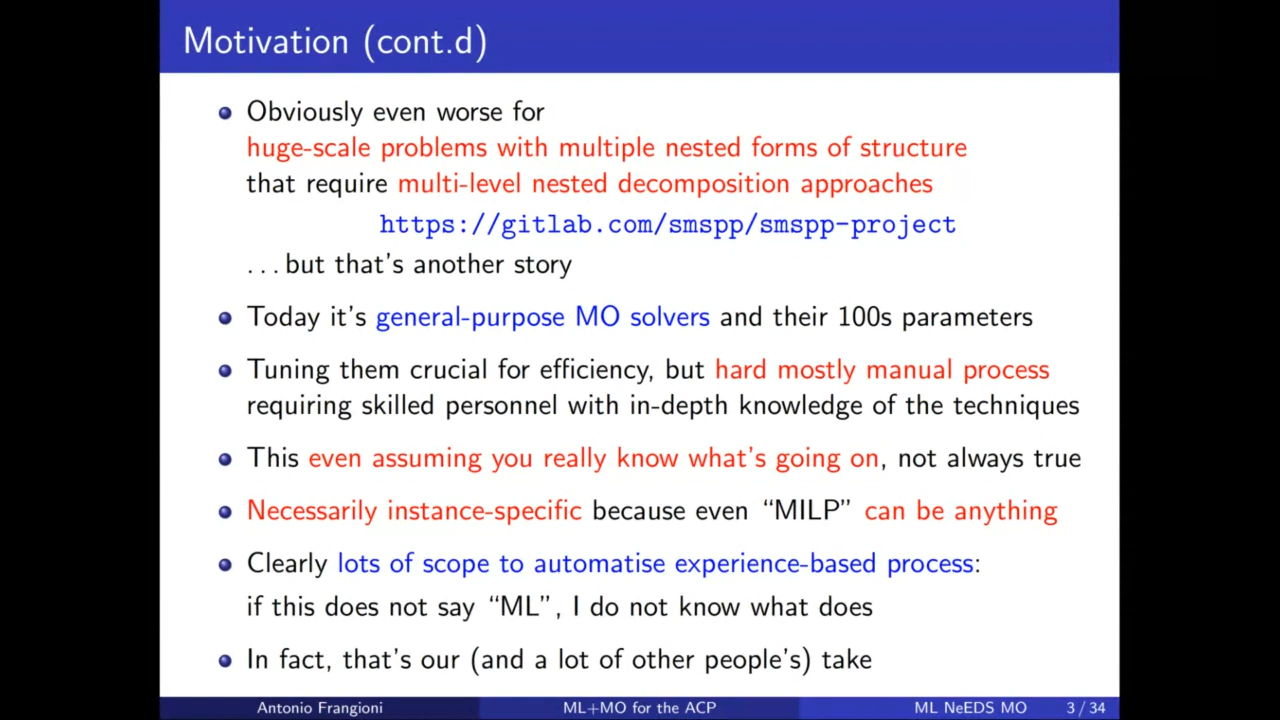 Motivation (cont.d)
Obviously even worse for
huge-scale problems with multiple nested forms of structure
that require multi-level nested decomposition approaches
https://gitlab.com/smspp/smspp-project
...but that's another story
Today it's general-purpose MO solvers and their 100s parameters
Tuning them crucial for efficiency, but hard mostly manual process
requiring skilled personnel with in-depth knowledge of the techniques
This even assuming you really know what's going on, not always true
Necessarily instance-specific because even “MILP” can be anything
Clearly lots of scope to automatise experience-based process:
if this does not say “ML”, I do not know what does
In fact, that's our (and a lot of other people's) take
Antonio Frangioni ML+MO for the ACP ML NeEDS MO 3 / 34